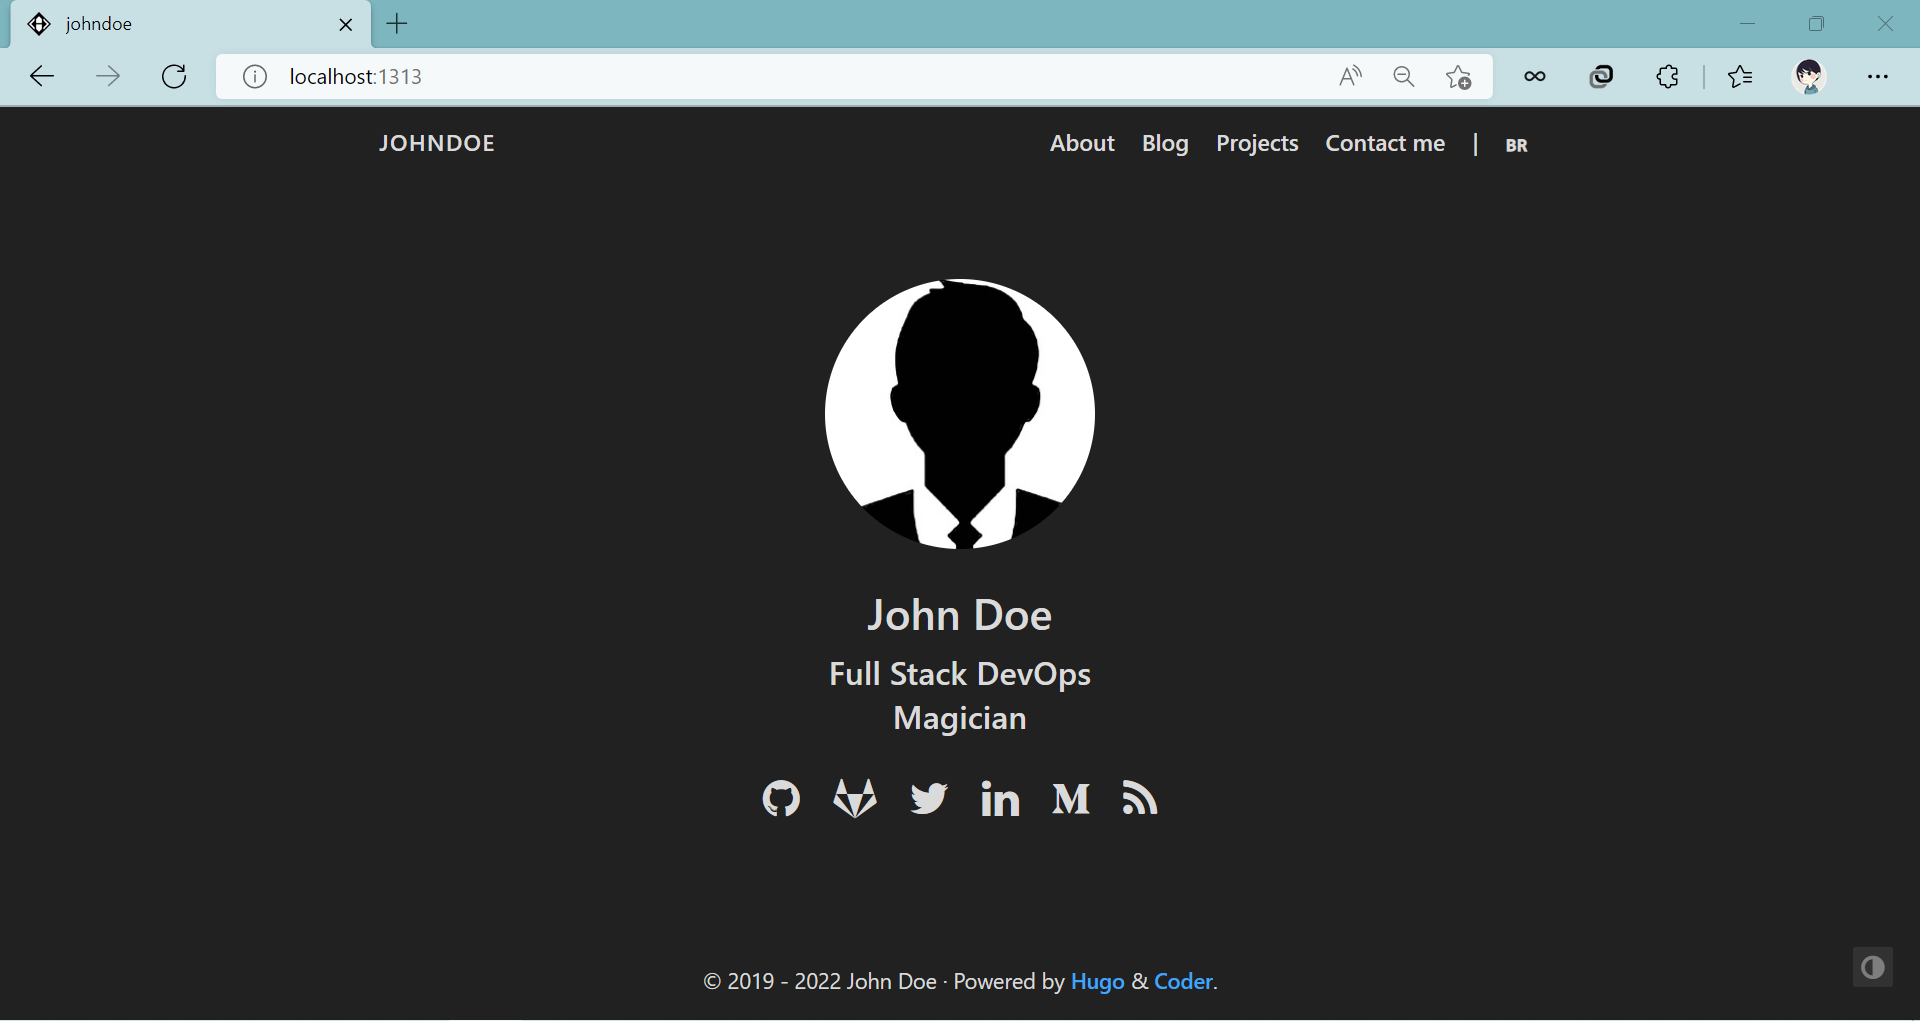 johndoe
localhost:1313
JOHNDOE
About Blog Projects Contact me | BR
John Doe
Full Stack DevOps
Magician
© 2019 - 2022 John Doe · Powered by Hugo & Coder.